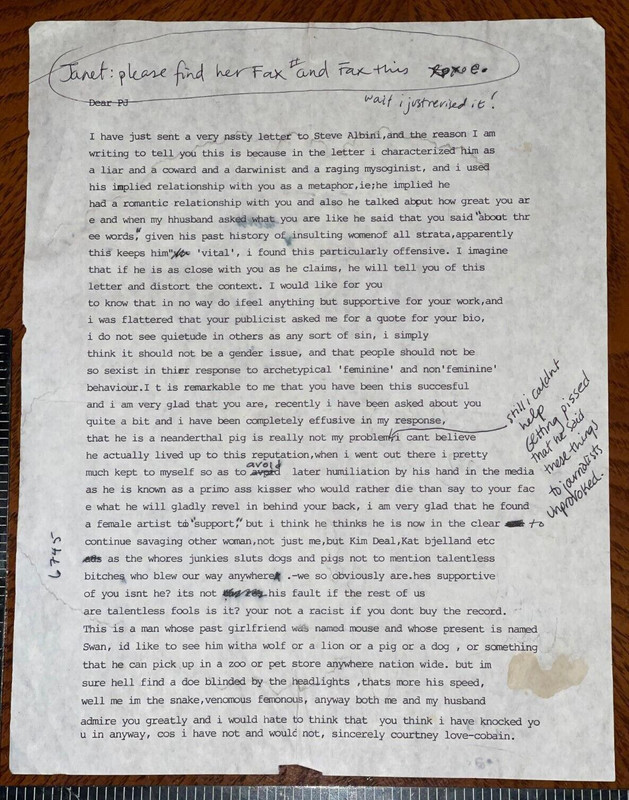 Janet: please find her Fax # and Fax this
wait i just revised it!
Dear PJ
I have just sent a very nssty letter to Steve Albini,and the reason I am
writing to tell you this is because in the letter i characterized him as
a liar and a coward and a darwinist and a raging mysoginist, and i used
his implied relationship with you as a metaphor,ie;he implied he
had a romantic relationship with you and also he talked about how great you ar
e and when my hhusband asked what you are like he said that you said "about thr
ee words," given his past history of insulting womenof all strata,apparently
this keeps him" 'vital', i found this particularly offensive. I imagine
that if he is as close with you as he claims, he will tell you of this
letter and distort the context. I would like for you
to know that in no way do ifeel anything but supportive for your work,and
i was flattered that your publicist asked me for a quote for your bio,
i do not see quietude in others as any sort of sin, i simply
think it should not be a gender issue, and that people should not be
so sexist in thier response to archetypical 'feminine' and non'feminine'
behaviour.I t is remarkable to me that you have been this succesful
and i am very glad that you are, recently i have been asked about you
quite a bit and i have been completely effusive in my response,
still i couldnt
help
getting pissed
that he said
these things
to journalists
unprovoked.
that he is a neanderthal pig is really not my problem,i cant believe
he actually lived up to this reputation,when i went out there i pretty
much kept to myself so as to avoid later humiliation by his hand in the media
as he is known as a primo ass kisser who would rather die than say to your fac
e what he will gladly revel in behind your back, i am very glad that he found
a female artist to "support," but i think he thinks he is now in the clear to
continue savaging other woman,not just me,but Kim Deal,Kat bjelland etc
as the whores junkies sluts dogs and pigs not to mention talentless
bitches who blew our way anywhere .-we so obviously are.hes supportive
of you isnt he? its not his fault if the rest of us
are talentless fools is it? your not a racist if you dont buy the record.
This is a man whose past girlfriend was named mouse and whose present is named
Swan, id like to see him witha wolf or a lion or a pig or a dog , or something
that he can pick up in a zoo or pet store anywhere nation wide. but im
sure hell find a doe blinded by the headlights ,thats more his speed,
well me im the snake,venomous femonous, anyway both me and my husband
admire you greatly and i would hate to think that you think i have knocked yo
u in anyway, cos i have not and would not, sincerely courtney love-cobain.
6745